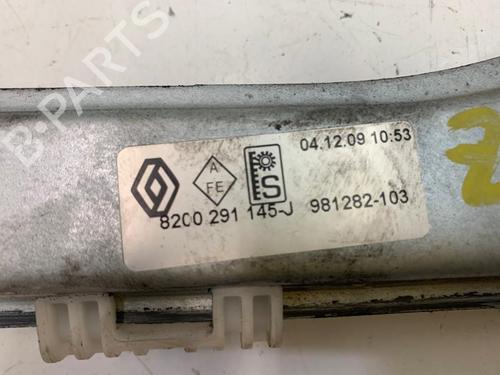 B-PARTS
04.12.09 10:53
A
FE
S
8200 291 145-J 981282-103